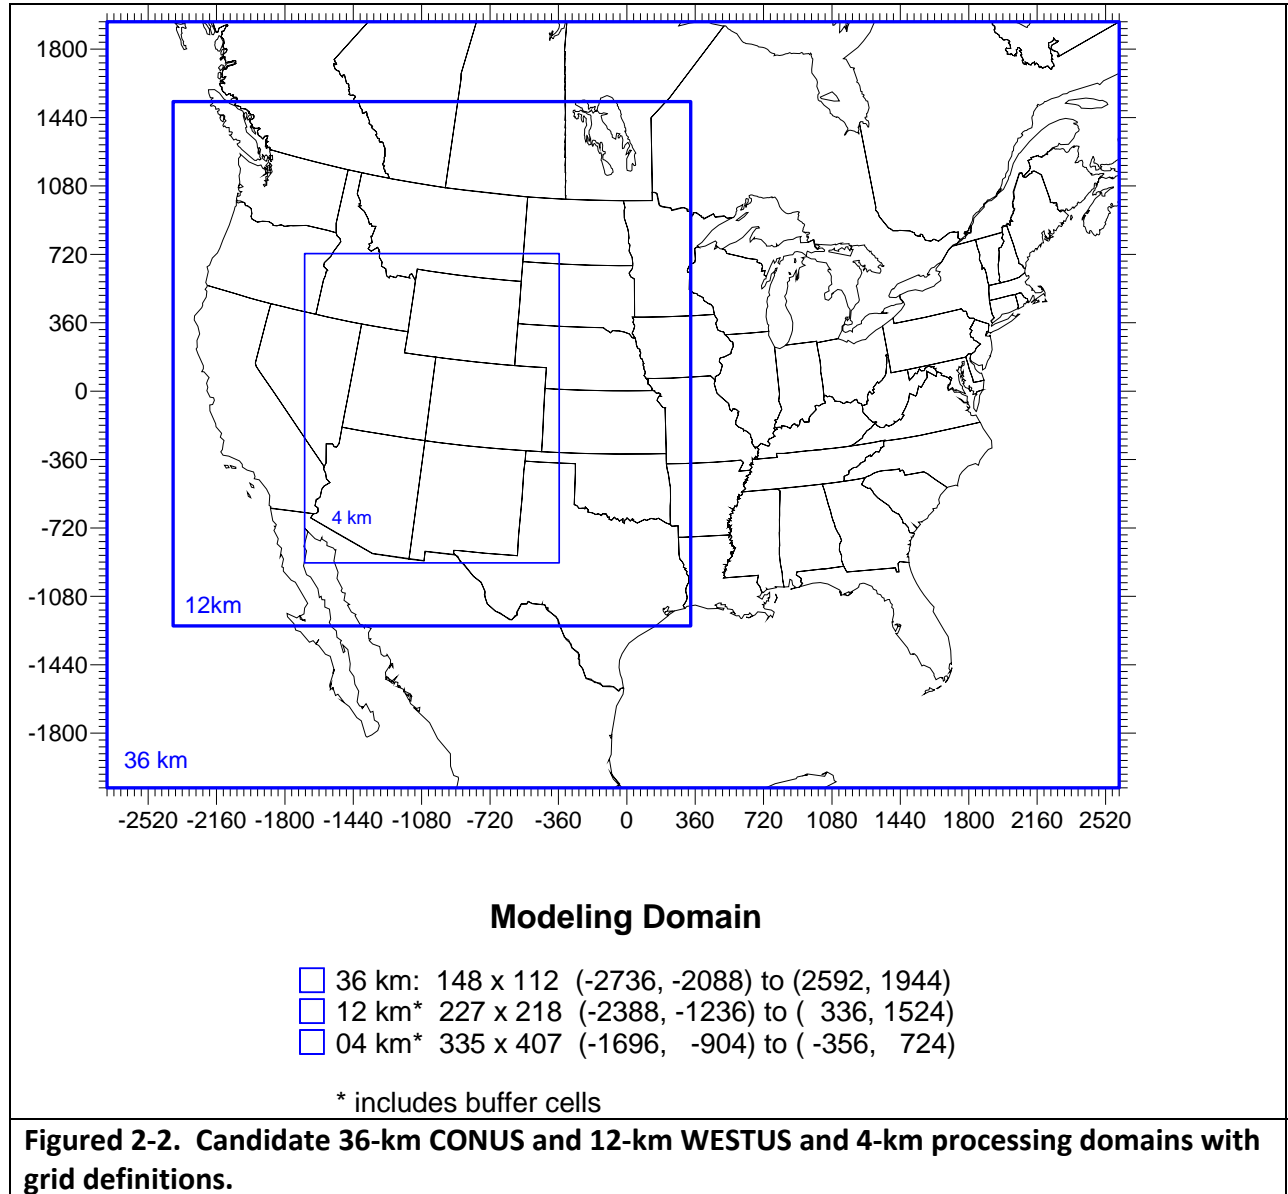 1800
1440
1080
720
360
0
-360
-720
-1080
-1440
-1800
4 km
12km
36 km
-2520 -2160 -1800 -1440 -1080 -720 -360 0 360 720 1080 1440 1800 2160 2520
Modeling Domain
36 km: 148 x 112 (-2736, -2088) to (2592, 1944)
12 km* 227 x 218 (-2388, -1236) to ( 336, 1524)
04 km* 335 x 407 (-1696, -904) to ( -356, 724)
* includes buffer cells
Figured 2-2. Candidate 36-km CONUS and 12-km WESTUS and 4-km processing domains with
grid definitions.